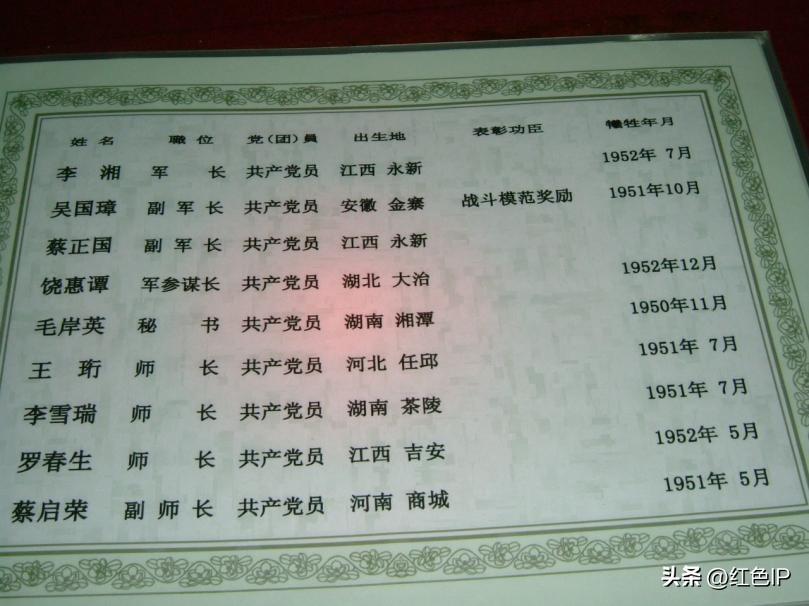 姓 名 職 位 党(团)員 出生地 表彰功臣 犧牲年月
李 湘 军 长 共产党员 江西 永新 1952年 7月
吴国璋 副 军 长 共产党员 安徽 金寨 战斗模范奖励 1951年10月
蔡正国 副 军 长 共产党员 江西 永新
饶惠谭 军参谋长 共产党员 湖北 大治 1952年12月
毛岸英 秘 书 共产党员 湖南 湘潭 1950年11月
王 珩 师 长 共产党员 河北 任邱 1951年 7月
李雪瑞 师 长 共产党员 湖南 茶陵 1951年 7月
罗春生 师 长 共产党员 江西 吉安 1952年 5月
蔡启荣 副 师 长 共产党员 河南 商城 1951年 5月
头条 @红色IP